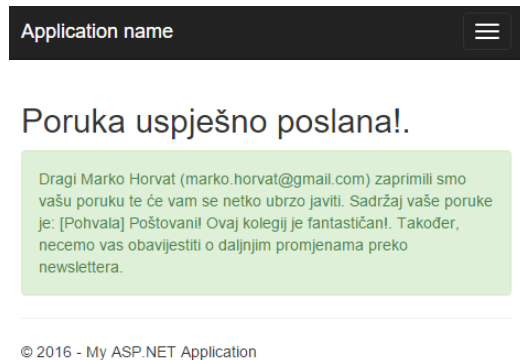 Application name
Poruka uspješno poslana!.
Dragi Marko Horvat (marko.horvat@gmail.com) zaprimili smo
vašu poruku te će vam se netko ubrzo javiti. Sadržaj vaše poruke
je: [Pohvala] Poštovani! Ovaj kolegij je fantastičan!. Također,
necemo vas obavijestiti o daljnjim promjenama preko
newslettera.
© 2016 - My ASP.NET Application